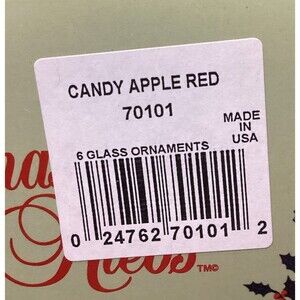 CANDY APPLE RED
70101
MADE
IN
USA
6 GLASS ORNAMENTS
0 24762 70101 2
TM©